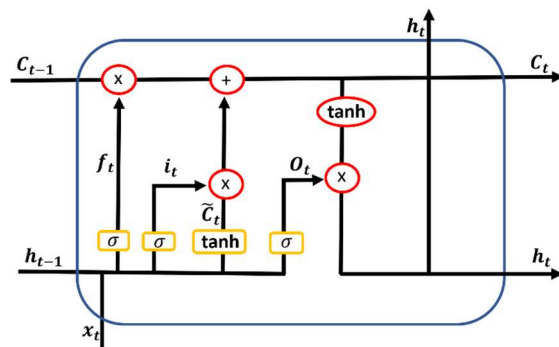 h_t
C_{t-1} x + C_t
tanh
f_t i_t x O_t x
C̃_t
σ σ tanh σ
h_{t-1} h_t
x_t